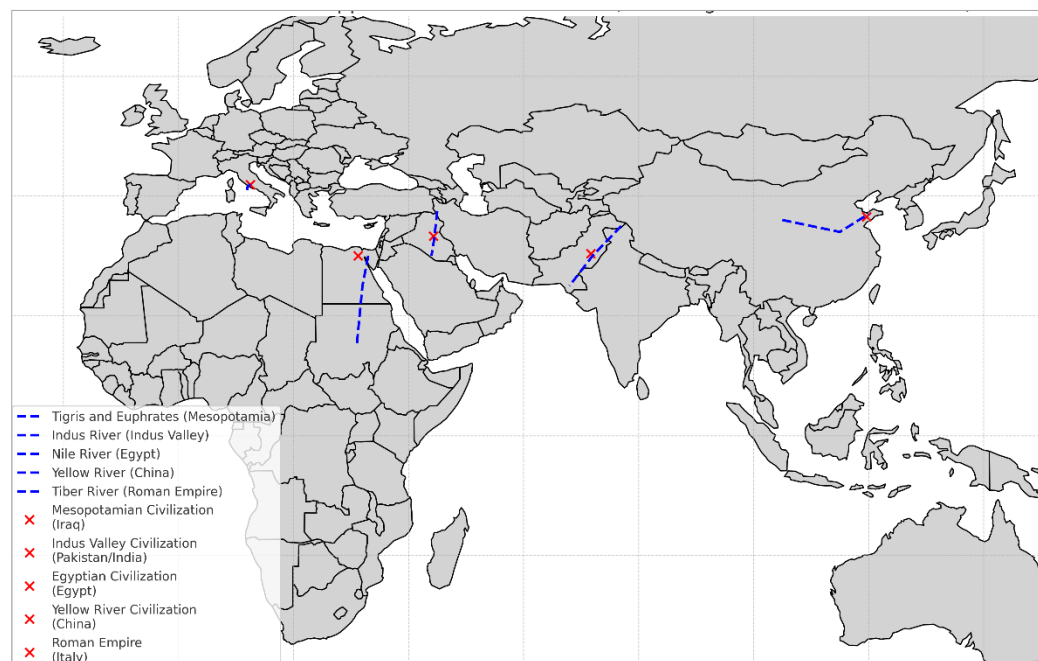 Tigris and Euphrates (Mesopotamia)
Indus River (Indus Valley)
Nile River (Egypt)
Yellow River (China)
Tiber River (Roman Empire)
Mesopotamian Civilization
(Iraq)
Indus Valley Civilization
(Pakistan/India)
Egyptian Civilization
(Egypt)
Yellow River Civilization
(China)
Roman Empire
(Italy)